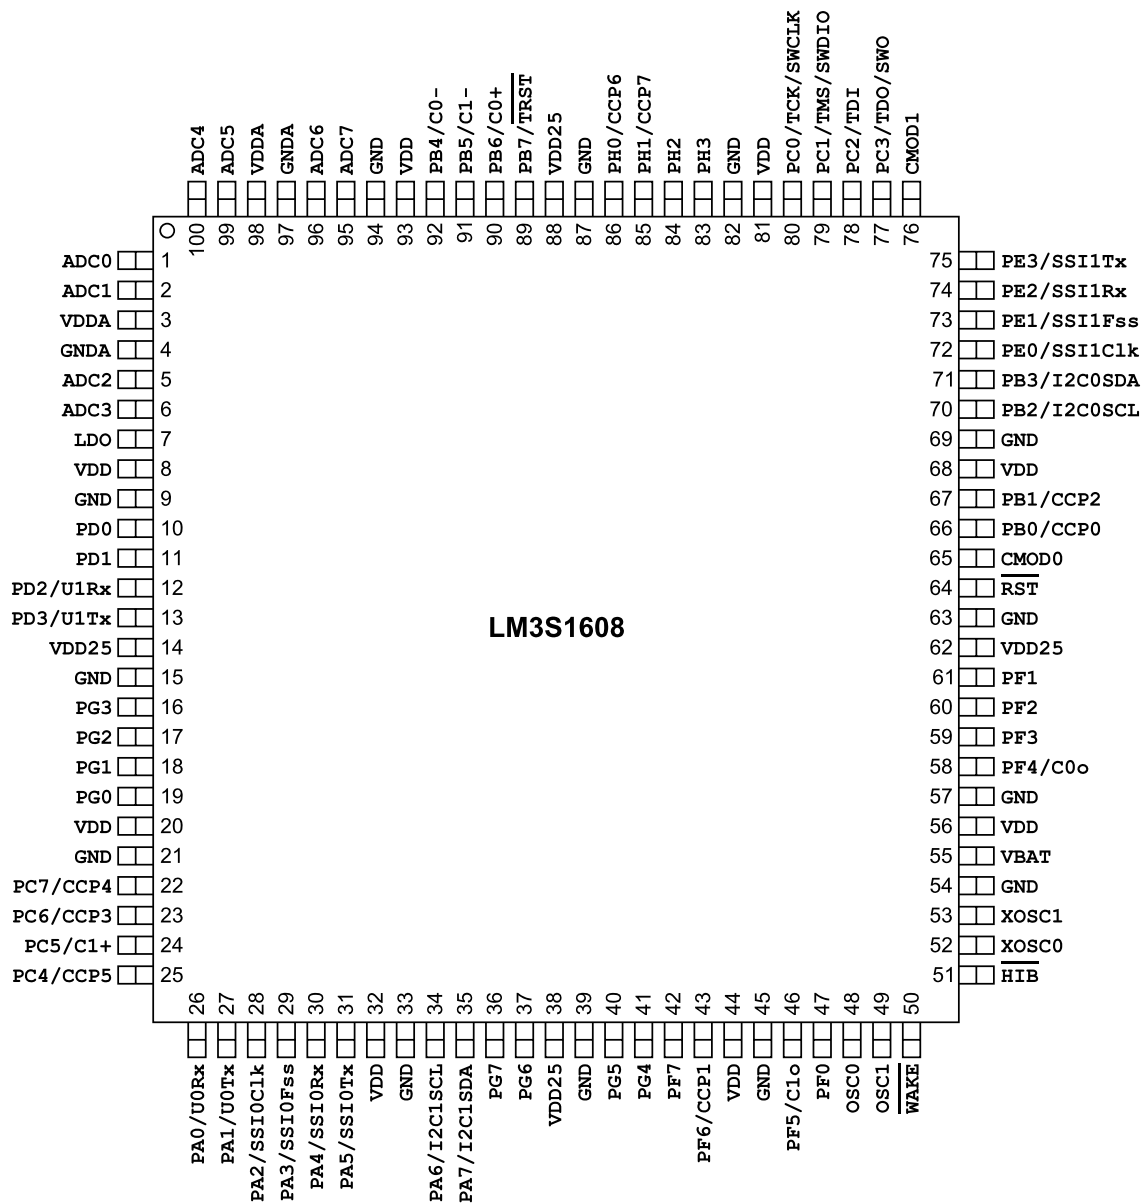 ADC4
ADC5
VDDA
GNDA
ADC6
ADC7
GND
VDD
PB4/C0-
PB5/C1-
PB6/C0+
PB7/TRST
VDD25
GND
PH0/CCP6
PH1/CCP7
PH2
PH3
GND
VDD
PC0/TCK/SWCLK
PC1/TMS/SWDIO
PC2/TDI
PC3/TDO/SWO
CMOD1
100
99
98
97
96
95
94
93
92
91
90
89
88
87
86
85
84
83
82
81
80
79
78
77
76
ADC0 1
ADC1 2
VDDA 3
GNDA 4
ADC2 5
ADC3 6
LDO 7
VDD 8
GND 9
PD0 10
PD1 11
PD2/U1Rx 12
PD3/U1Tx 13
VDD25 14
GND 15
PG3 16
PG2 17
PG1 18
PG0 19
VDD 20
GND 21
PC7/CCP4 22
PC6/CCP3 23
PC5/C1+ 24
PC4/CCP5 25
LM3S1608
75 PE3/SSI1Tx
74 PE2/SSI1Rx
73 PE1/SSI1Fss
72 PE0/SSI1Clk
71 PB3/I2C0SDA
70 PB2/I2C0SCL
69 GND
68 VDD
67 PB1/CCP2
66 PB0/CCP0
65 CMOD0
64 RST
63 GND
62 VDD25
61 PF1
60 PF2
59 PF3
58 PF4/C0o
57 GND
56 VDD
55 VBAT
54 GND
53 XOSC1
52 XOSC0
51 HIB
26
27
28
29
30
31
32
33
34
35
36
37
38
39
40
41
42
43
44
45
46
47
48
49
50
PA0/U0Rx
PA1/U0Tx
PA2/SSI0Clk
PA3/SSI0Fss
PA4/SSI0Rx
PA5/SSI0Tx
VDD
GND
PA6/I2C1SCL
PA7/I2C1SDA
PG7
PG6
VDD25
GND
PG5
PG4
PF7
PF6/CCP1
VDD
GND
PF5/C1o
PF0
OSC0
OSC1
WAKE